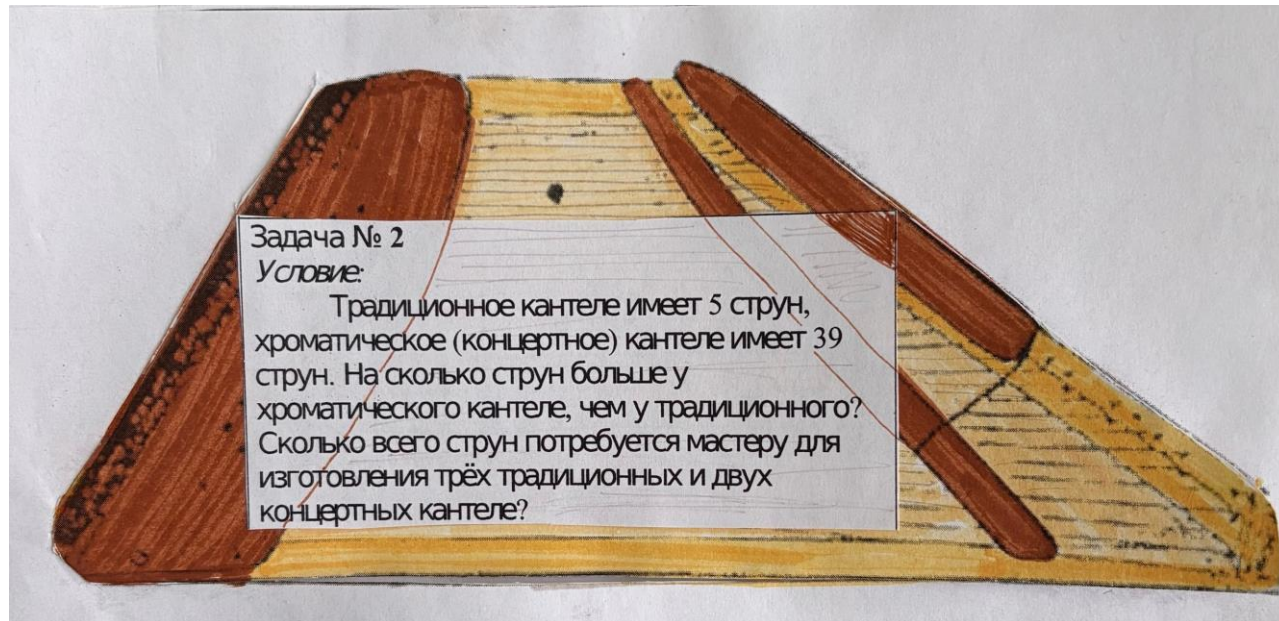 Задача № 2
Условие:
Традиционное кантеле имеет 5 струн,
хроматическое (концертное) кантеле имеет 39
струн. На сколько струн больше у
хроматического кантеле, чем у традиционного?
Сколько всего струн потребуется мастеру для
изготовления трёх традиционных и двух
концертных кантеле?